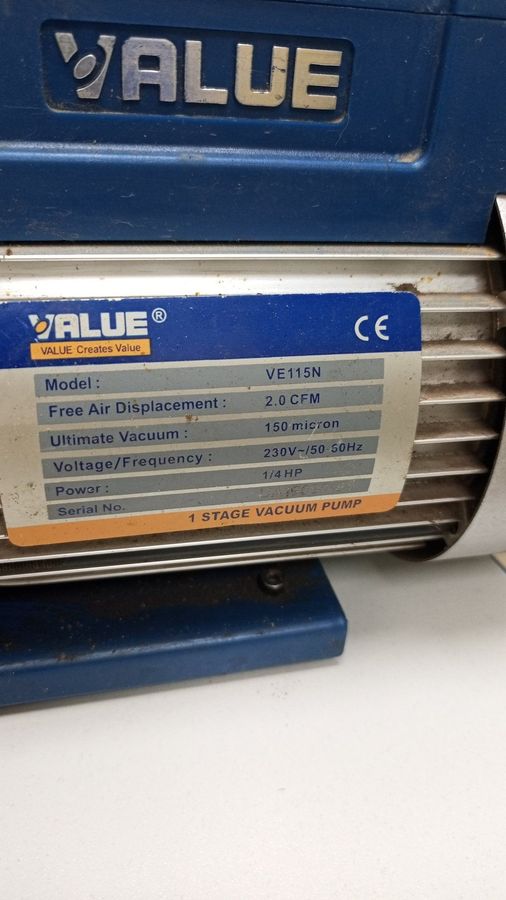 VALUE
VALUE®
VALUE Creates Value
CE
Model : VE115N
Free Air Displacement : 2.0 CFM
Ultimate Vacuum : 150 micron
Voltage/Frequency : 230V~/50-60Hz
Power : 1/4 HP
Serial No.
1 STAGE VACUUM PUMP